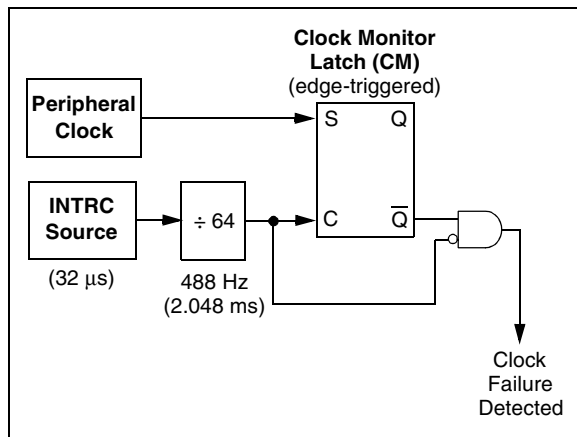 Clock Monitor
Latch (CM)
(edge-triggered)
Peripheral
Clock
S
Q
INTRC
Source
÷ 64
C
Q̅
(32 μs)
488 Hz
(2.048 ms)
Clock
Failure
Detected